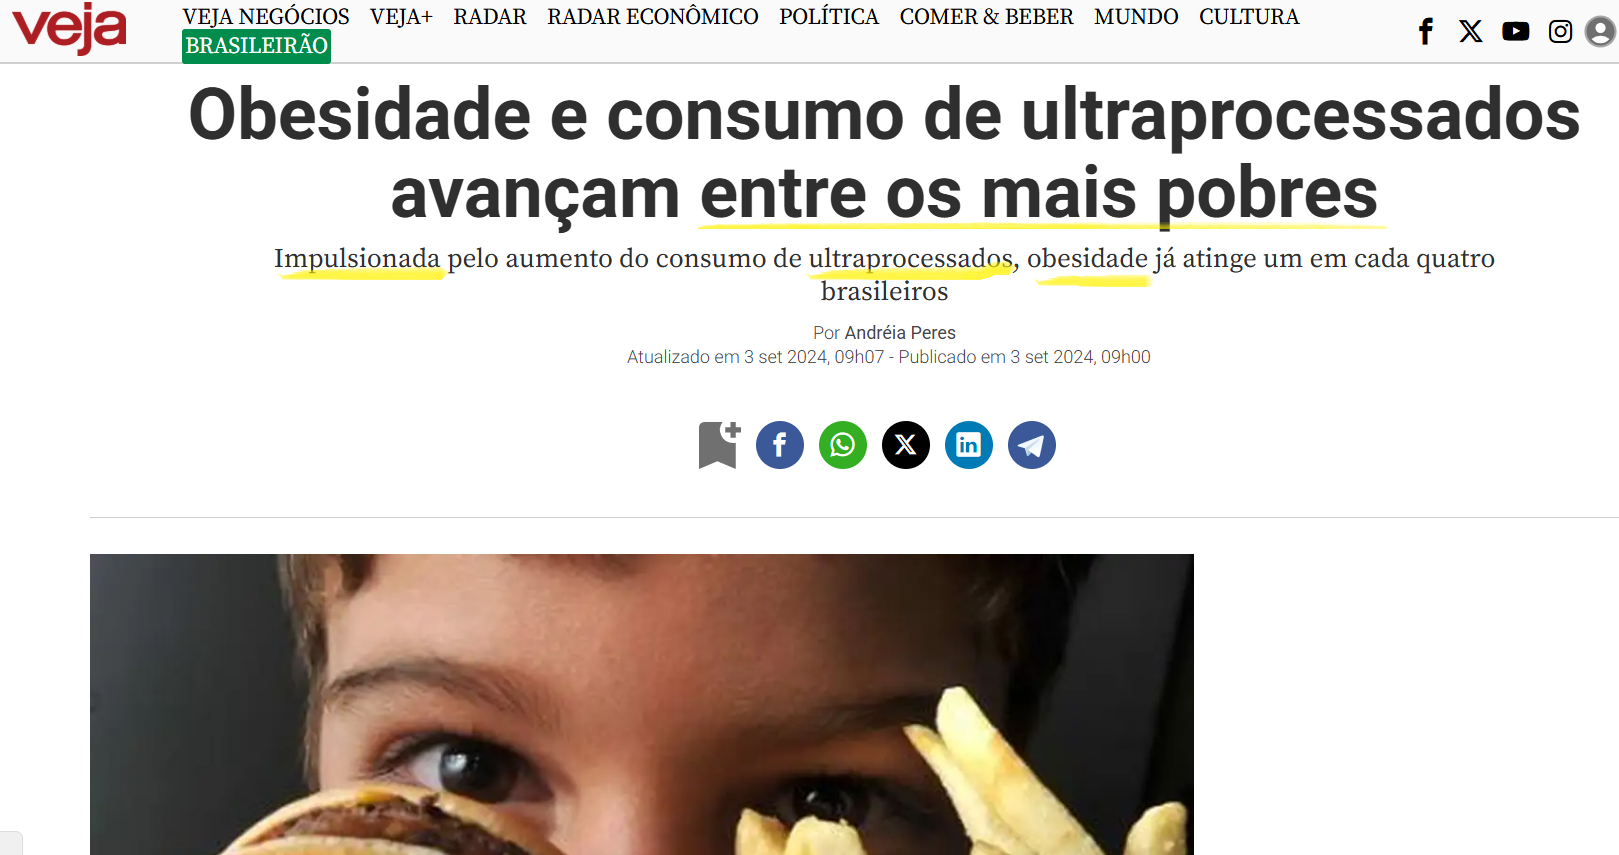 veja
VEJA NEGÓCIOS VEJA+ RADAR RADAR ECONÔMICO POLÍTICA COMER & BEBER MUNDO CULTURA
BRASILEIRÃO
Obesidade e consumo de ultraprocessados
avançam entre os mais pobres
Impulsionada pelo aumento do consumo de ultraprocessados, obesidade já atinge um em cada quatro
brasileiros
Por Andréia Peres
Atualizado em 3 set 2024, 09h07 - Publicado em 3 set 2024, 09h00